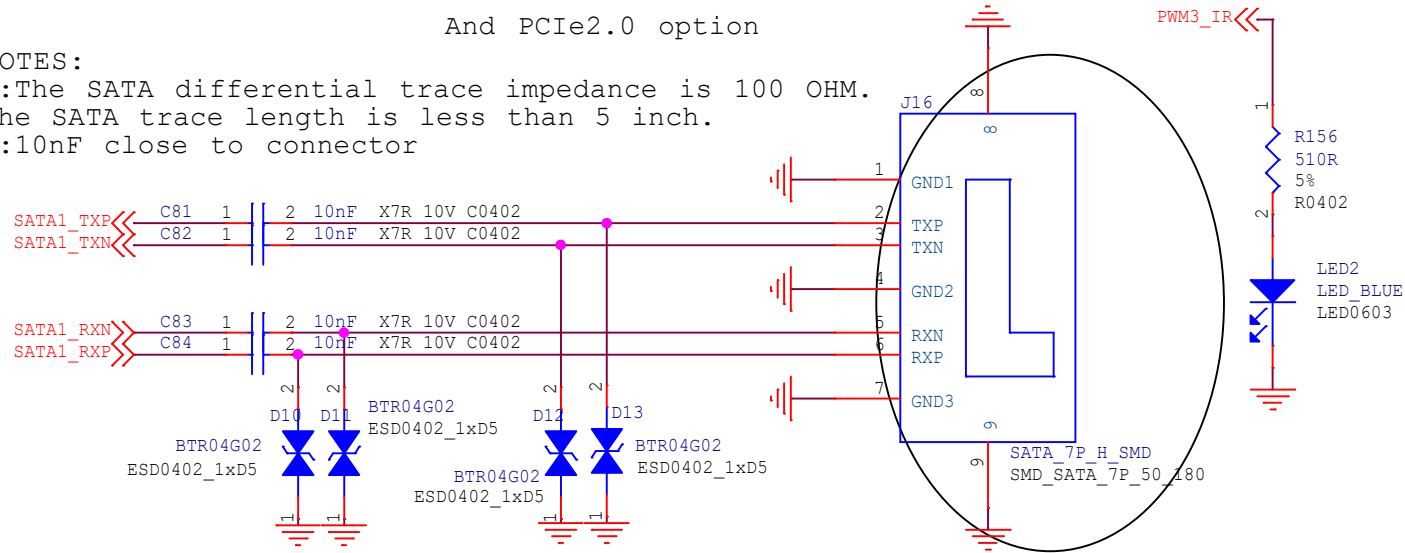 And PCIe2.0 option
OTES:
:The SATA differential trace impedance is 100 OHM.
he SATA trace length is less than 5 inch.
:10nF close to connector
PWM3_IR
J16
8
8
1
GND1
2
TXP
3
TXN
4
GND2
5
RXN
6
RXP
7
GND3
9
9
SATA_7P_H_SMD
SMD_SATA_7P_50_180
SATA1_TXP
C81 1 2 10nF X7R 10V C0402
SATA1_TXN
C82 1 2 10nF X7R 10V C0402
SATA1_RXN
C83 1 2 10nF X7R 10V C0402
SATA1_RXP
C84 1 2 10nF X7R 10V C0402
2
D10
BTR04G02
ESD0402_1xD5
1
2
D11
BTR04G02
ESD0402_1xD5
1
2
D12
BTR04G02
ESD0402_1xD5
1
2
D13
BTR04G02
ESD0402_1xD5
1
1
R156
510R
5%
R0402
2
LED2
LED_BLUE
LED0603